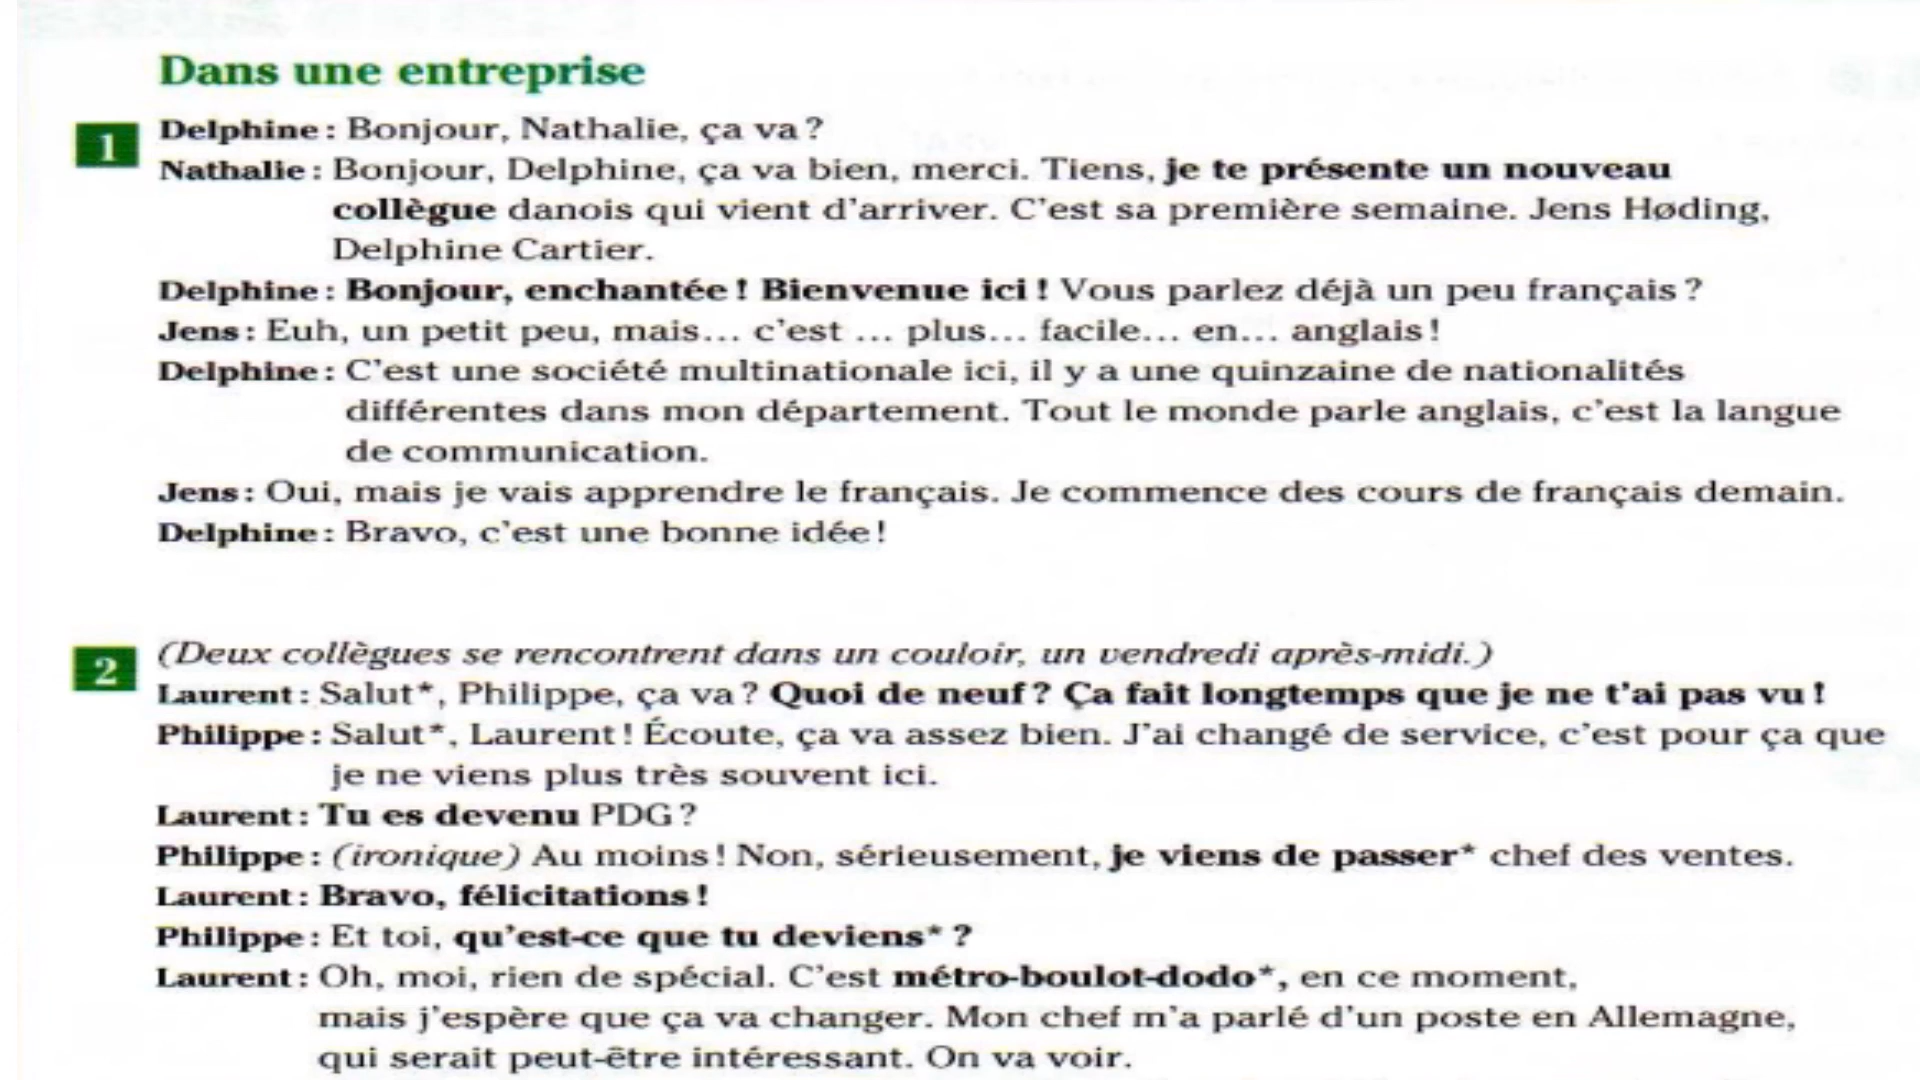 Dans une entreprise
1 Delphine : Bonjour, Nathalie, ça va ?
Nathalie : Bonjour, Delphine, ça va bien, merci. Tiens, je te présente un nouveau
collègue danois qui vient d'arriver. C'est sa première semaine. Jens Høding,
Delphine Cartier.
Delphine : Bonjour, enchantée ! Bienvenue ici ! Vous parlez déjà un peu français ?
Jens : Euh, un petit peu, mais... c'est ... plus... facile... en... anglais !
Delphine : C'est une société multinationale ici, il y a une quinzaine de nationalités
différentes dans mon département. Tout le monde parle anglais, c'est la langue
de communication.
Jens : Oui, mais je vais apprendre le français. Je commence des cours de français demain.
Delphine : Bravo, c'est une bonne idée !
2 (Deux collègues se rencontrent dans un couloir, un vendredi après-midi.)
Laurent : Salut*, Philippe, ça va ? Quoi de neuf ? Ça fait longtemps que je ne t'ai pas vu !
Philippe : Salut*, Laurent ! Écoute, ça va assez bien. J'ai changé de service, c'est pour ça que
je ne viens plus très souvent ici.
Laurent : Tu es devenu PDG ?
Philippe : (ironique) Au moins ! Non, sérieusement, je viens de passer* chef des ventes.
Laurent : Bravo, félicitations !
Philippe : Et toi, qu'est-ce que tu deviens* ?
Laurent : Oh, moi, rien de spécial. C'est métro-boulot-dodo*, en ce moment,
mais j'espère que ça va changer. Mon chef m'a parlé d'un poste en Allemagne,
qui serait peut-être intéressant. On va voir.